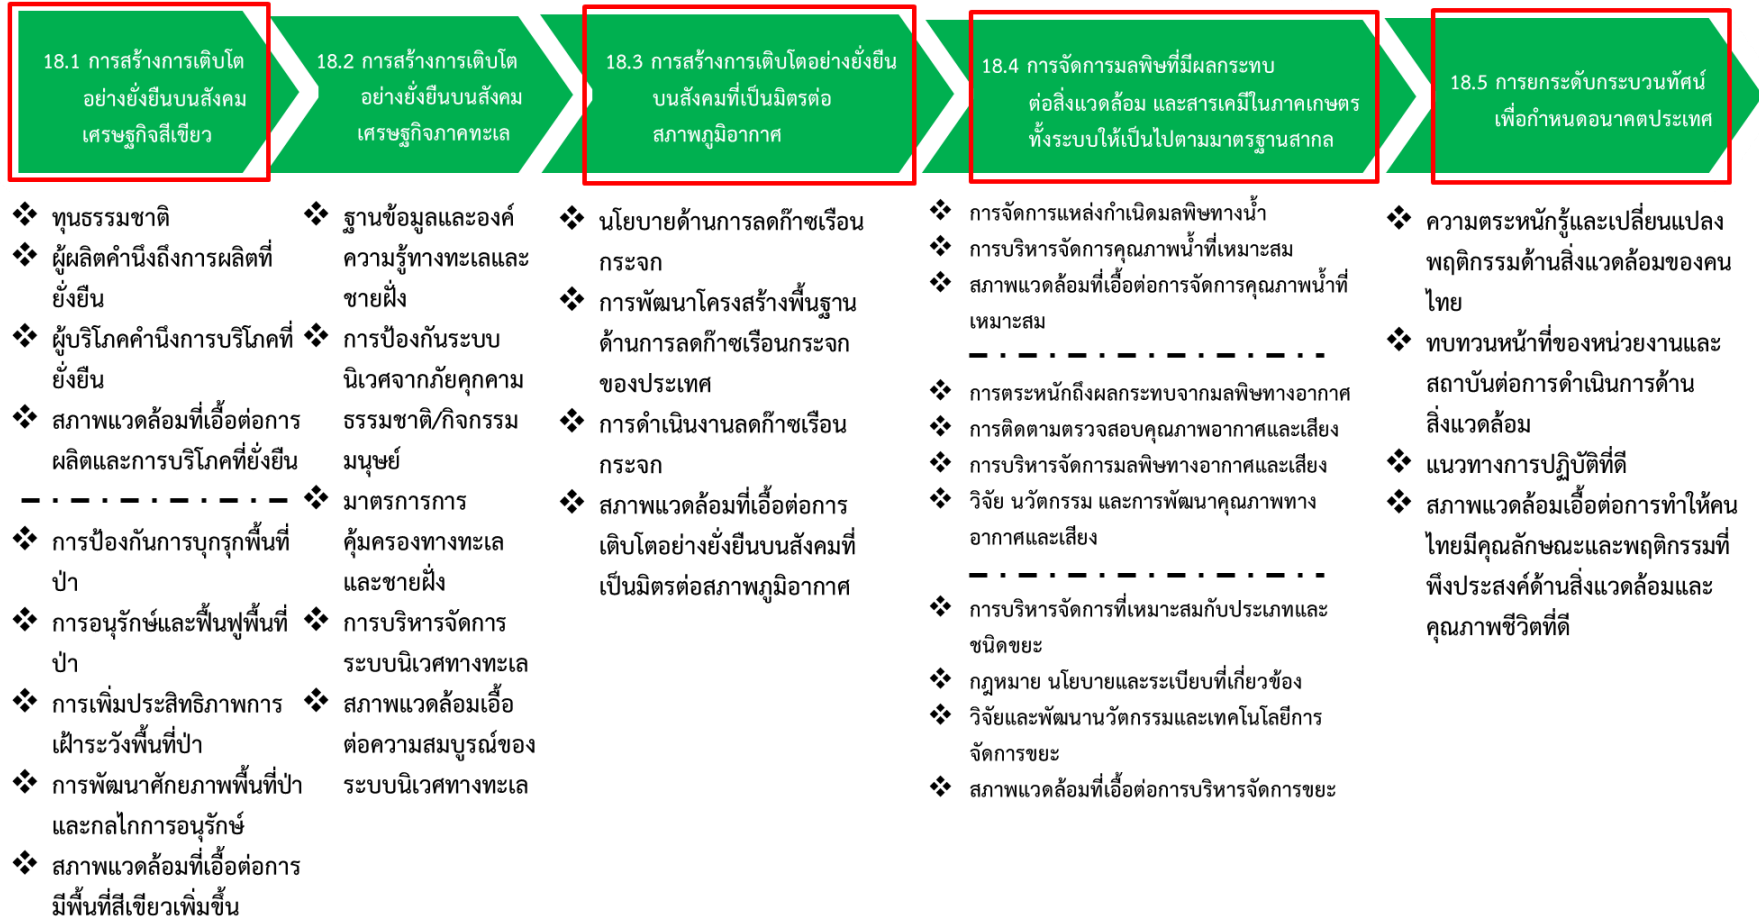 18.1 การสร้างการเติบโต
อย่างยั่งยืนบนสังคม
เศรษฐกิจสีเขียว
18.2 การสร้างการเติบโต
อย่างยั่งยืนบนสังคม
เศรษฐกิจภาคทะเล
18.3 การสร้างการเติบโตอย่างยั่งยืน
บนสังคมที่เป็นมิตรต่อ
สภาพภูมิอากาศ
18.4 การจัดการมลพิษที่มีผลกระทบ
ต่อสิ่งแวดล้อม และสารเคมีในภาคเกษตร
ทั้งระบบให้เป็นไปตามมาตรฐานสากล
18.5 การยกระดับกระบวนทัศน์
เพื่อกำหนดอนาคตประเทศ
❖ ทุนธรรมชาติ
❖ ผู้ผลิตคำนึงถึงการผลิตที่
ยั่งยืน
❖ ผู้บริโภคคำนึงการบริโภคที่
ยั่งยืน
❖ สภาพแวดล้อมที่เอื้อต่อการ
ผลิตและการบริโภคที่ยั่งยืน
❖ การป้องกันการบุกรุกพื้นที่
ป่า
❖ การอนุรักษ์และฟื้นฟูพื้นที่
ป่า
❖ การเพิ่มประสิทธิภาพการ
เฝ้าระวังพื้นที่ป่า
❖ การพัฒนาศักยภาพพื้นที่ป่า
และกลไกการอนุรักษ์
❖ สภาพแวดล้อมที่เอื้อต่อการ
มีพื้นที่สีเขียวเพิ่มขึ้น
❖ ฐานข้อมูลและองค์
ความรู้ทางทะเลและ
ชายฝั่ง
❖ การป้องกันระบบ
นิเวศจากภัยคุกคาม
ธรรมชาติ/กิจกรรม
มนุษย์
❖ มาตรการการ
คุ้มครองทางทะเล
และชายฝั่ง
❖ การบริหารจัดการ
ระบบนิเวศทางทะเล
❖ สภาพแวดล้อมเอื้อ
ต่อความสมบูรณ์ของ
ระบบนิเวศทางทะเล
❖ นโยบายด้านการลดก๊าซเรือน
กระจก
❖ การพัฒนาโครงสร้างพื้นฐาน
ด้านการลดก๊าซเรือนกระจก
ของประเทศ
❖ การดำเนินงานลดก๊าซเรือน
กระจก
❖ สภาพแวดล้อมที่เอื้อต่อการ
เติบโตอย่างยั่งยืนบนสังคมที่
เป็นมิตรต่อสภาพภูมิอากาศ
❖ การจัดการแหล่งกำเนิดมลพิษทางน้ำ
❖ การบริหารจัดการคุณภาพน้ำที่เหมาะสม
❖ สภาพแวดล้อมที่เอื้อต่อการจัดการคุณภาพน้ำที่
เหมาะสม
❖ การตระหนักถึงผลกระทบจากมลพิษทางอากาศ
❖ การติดตามตรวจสอบคุณภาพอากาศและเสียง
❖ การบริหารจัดการมลพิษทางอากาศและเสียง
❖ วิจัย นวัตกรรม และการพัฒนาคุณภาพทาง
อากาศและเสียง
❖ การบริหารจัดการที่เหมาะสมกับประเภทและ
ชนิดขยะ
❖ กฎหมาย นโยบายและระเบียบที่เกี่ยวข้อง
❖ วิจัยและพัฒนานวัตกรรมและเทคโนโลยีการ
จัดการขยะ
❖ สภาพแวดล้อมที่เอื้อต่อการบริหารจัดการขยะ
❖ ความตระหนักรู้และเปลี่ยนแปลง
พฤติกรรมด้านสิ่งแวดล้อมของคน
ไทย
❖ ทบทวนหน้าที่ของหน่วยงานและ
สถาบันต่อการดำเนินการด้าน
สิ่งแวดล้อม
❖ แนวทางการปฏิบัติที่ดี
❖ สภาพแวดล้อมเอื้อต่อการทำให้คน
ไทยมีคุณลักษณะและพฤติกรรมที่
พึงประสงค์ด้านสิ่งแวดล้อมและ
คุณภาพชีวิตที่ดี